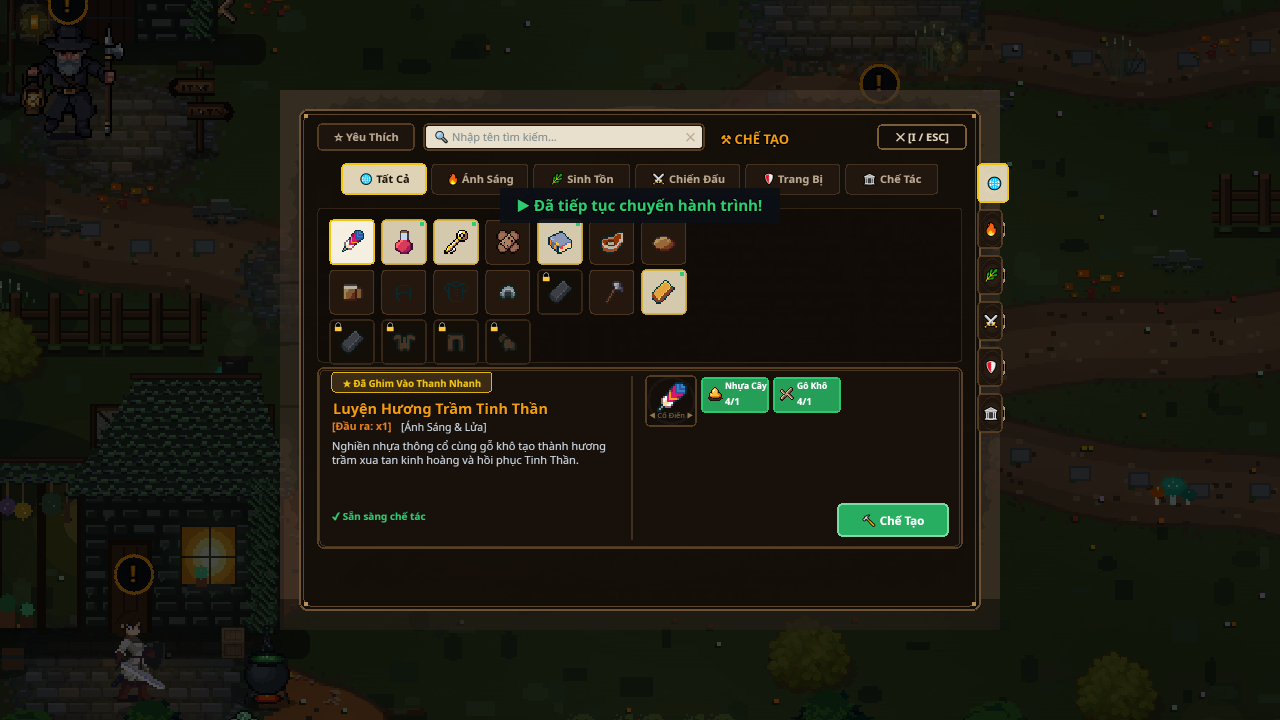 ☆ Yêu Thích
Nhập tên tìm kiếm...
CHẾ TẠO
[I / ESC]
Tất Cả
Ánh Sáng
Sinh Tồn
Chiến Đấu
Trang Bị
Chế Tác
▶ Đã tiếp tục chuyến hành trình!
★ Đã Ghim Vào Thanh Nhanh
Luyện Hương Trầm Tinh Thần
[Đầu ra: x1] [Ánh Sáng & Lửa]
Nghiền nhựa thông cổ cùng gỗ khô tạo thành hương
trầm xua tan kinh hoàng và hồi phục Tinh Thần.
✓ Sẵn sàng chế tác
◀ Cổ Điển ▶
Nhựa Cây
4/1
Gỗ Khô
4/1
Chế Tạo